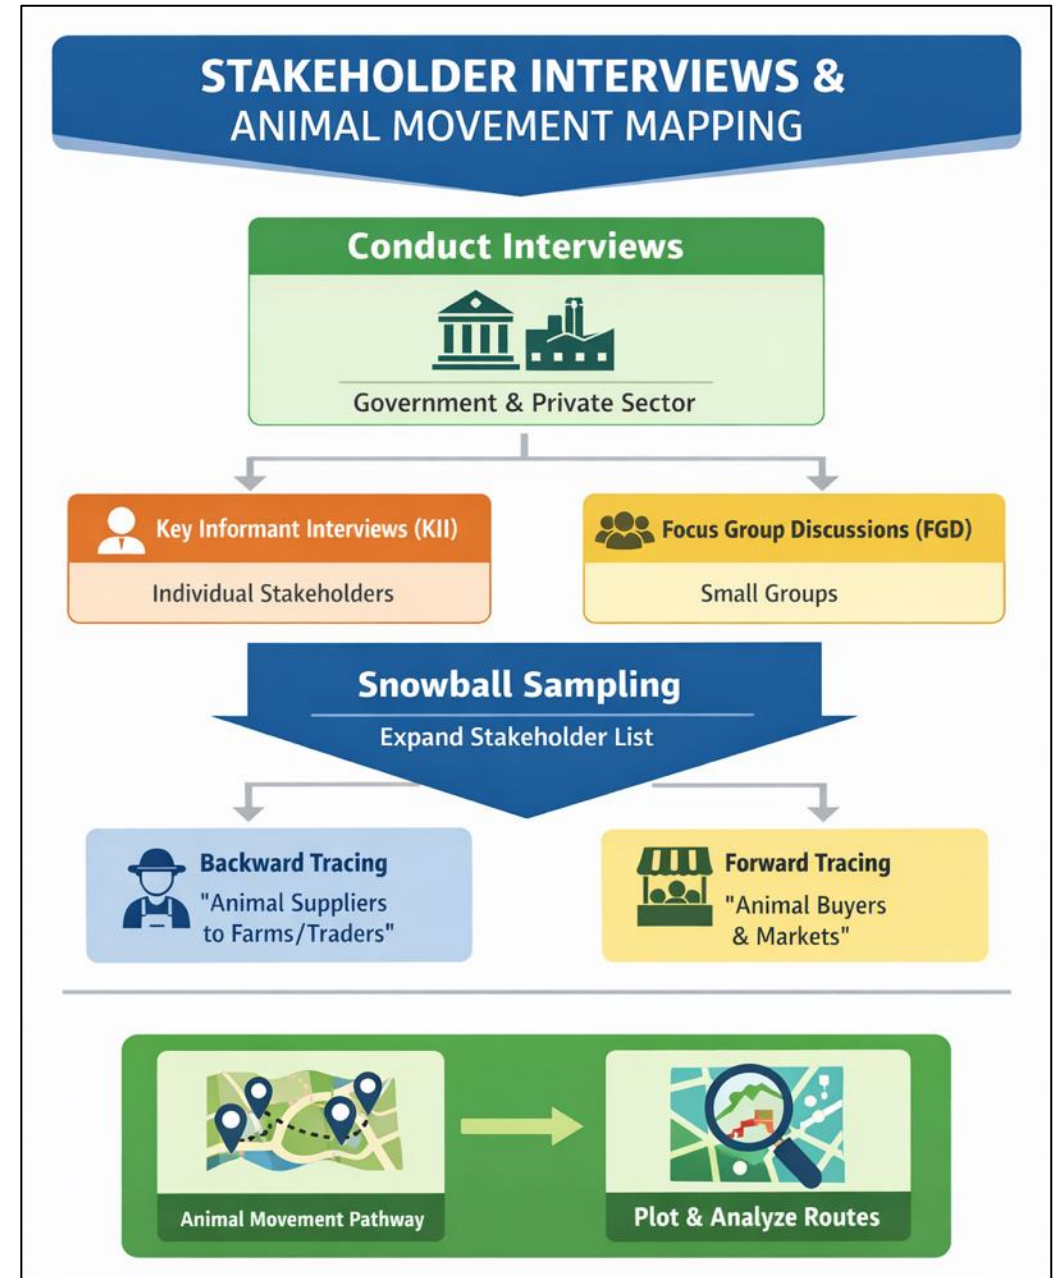 STAKEHOLDER INTERVIEWS &
ANIMAL MOVEMENT MAPPING
Conduct Interviews
Government & Private Sector
Key Informant Interviews (KII)
Individual Stakeholders
Focus Group Discussions (FGD)
Small Groups
Snowball Sampling
Expand Stakeholder List
Backward Tracing
"Animal Suppliers
to Farms/Traders"
Forward Tracing
"Animal Buyers
& Markets"
Animal Movement Pathway
Plot & Analyze Routes